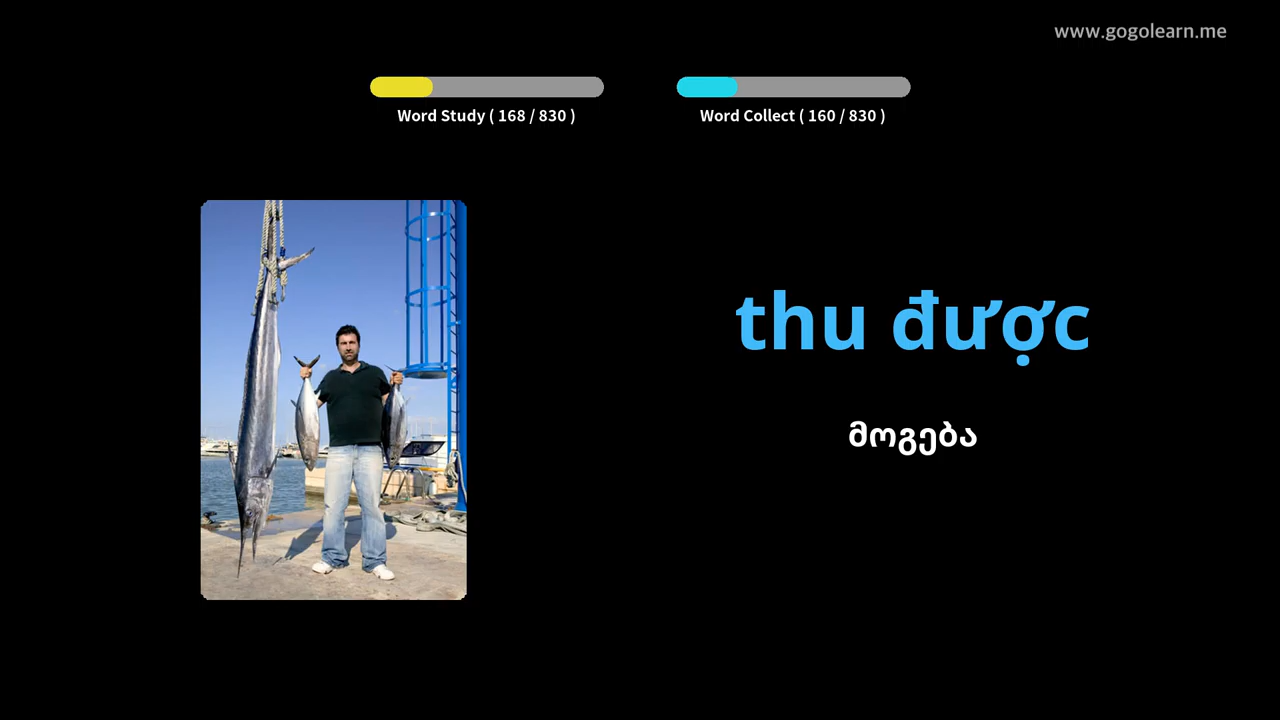 www.gogolearn.me
Word Study ( 168 / 830 )
Word Collect ( 160 / 830 )
thu được
მოგება